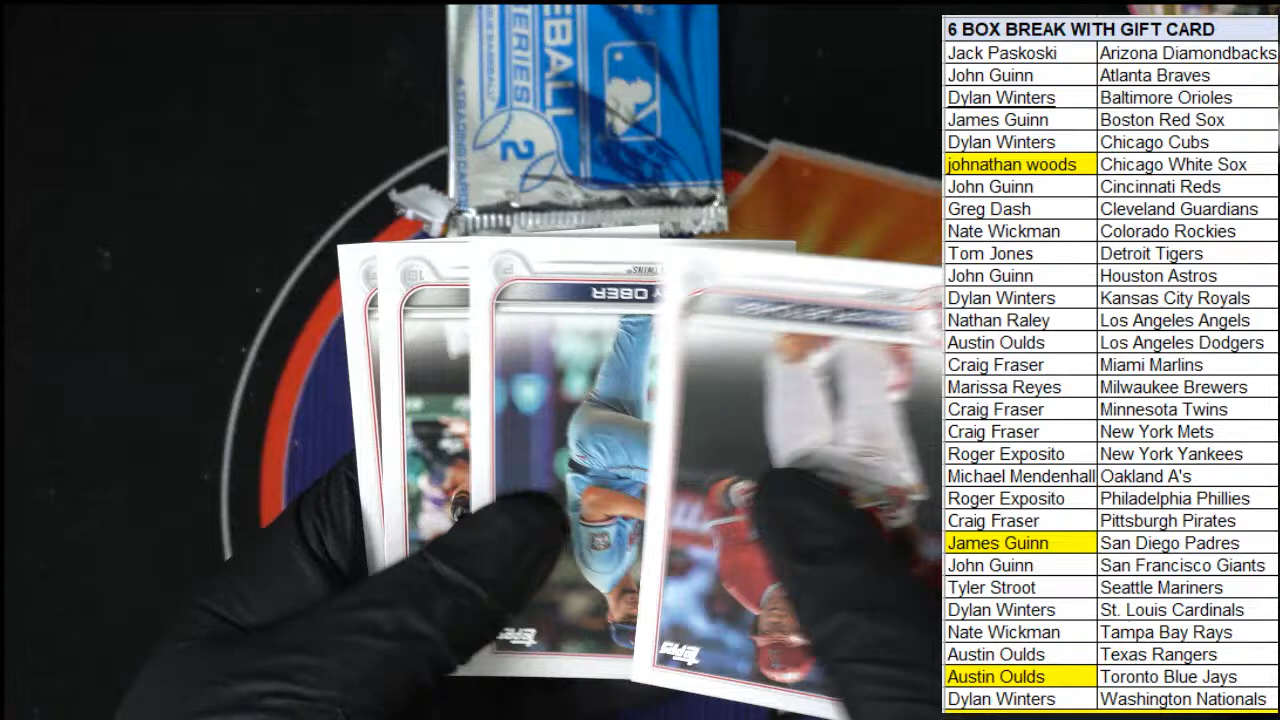 6 BOX BREAK WITH GIFT CARD
Jack Paskoski Arizona Diamondbacks
John Guinn Atlanta Braves
Dylan Winters Baltimore Orioles
James Guinn Boston Red Sox
Dylan Winters Chicago Cubs
johnathan woods Chicago White Sox
John Guinn Cincinnati Reds
Greg Dash Cleveland Guardians
Nate Wickman Colorado Rockies
Tom Jones Detroit Tigers
John Guinn Houston Astros
Dylan Winters Kansas City Royals
Nathan Raley Los Angeles Angels
Austin Oulds Los Angeles Dodgers
Craig Fraser Miami Marlins
Marissa Reyes Milwaukee Brewers
Craig Fraser Minnesota Twins
Craig Fraser New York Mets
Roger Exposito New York Yankees
Michael Mendenhall Oakland A's
Roger Exposito Philadelphia Phillies
Craig Fraser Pittsburgh Pirates
James Guinn San Diego Padres
John Guinn San Francisco Giants
Tyler Stroot Seattle Mariners
Dylan Winters St. Louis Cardinals
Nate Wickman Tampa Bay Rays
Austin Oulds Texas Rangers
Austin Oulds Toronto Blue Jays
Dylan Winters Washington Nationals
EBALL
SERIES
2
Y OBER
TWINS
Topps
Topps